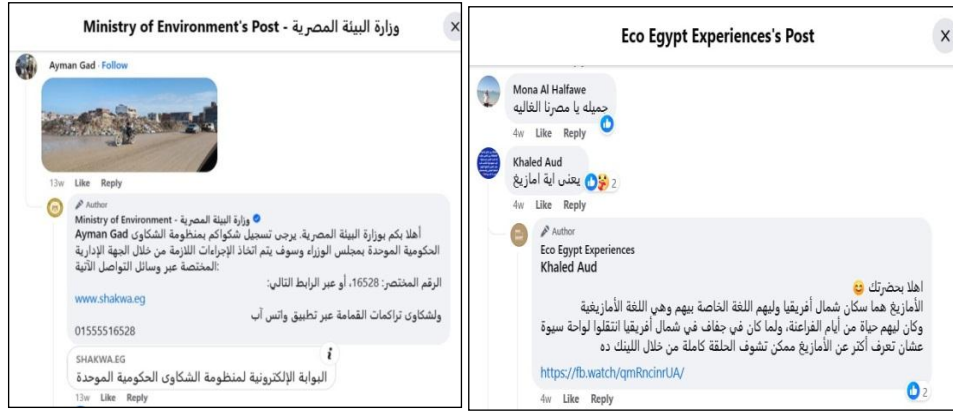 Ministry of Environment's Post - وزارة البيئة المصرية
Ayman Gad · Follow
13w Like Reply
Author
Ministry of Environment - وزارة البيئة المصرية
Ayman Gad أهلا بكم بوزارة البيئة المصرية. يرجى تسجيل شكواكم بمنظومة الشكاوى
الحكومية الموحدة بمجلس الوزراء وسوف يتم اتخاذ الإجراءات اللازمة من خلال الجهة الإدارية
المختصة عبر وسائل التواصل الآتية:
الرقم المختصر: 16528، أو عبر الرابط التالي:
www.shakwa.eg
ولشكاوى تراكمات القمامة عبر تطبيق واتس آب
01555516528
SHAKWA.EG
البوابة الإلكترونية لمنظومة الشكاوى الحكومية الموحدة
13w Like Reply
Eco Egypt Experiences's Post
Mona Al Halfawe
جميله يا مصرنا الغاليه
4w Like Reply
Khaled Aud
يعنى اية امازيغ
2
4w Like Reply
Author
Eco Egypt Experiences
Khaled Aud
اهلا بحضرتك 😊
الأمازيغ هما سكان شمال أفريقيا وليهم اللغة الخاصة بيهم وهي اللغة الأمازيغية
وكان ليهم حياة من أيام الفراعنة، ولما كان في جفاف في شمال أفريقيا انتقلوا لواحة سيوة
عشان تعرف أكتر عن الأمازيغ ممكن تشوف الحلقة كاملة من خلال اللينك ده
https://fb.watch/qmRncinrUA/
2
4w Like Reply